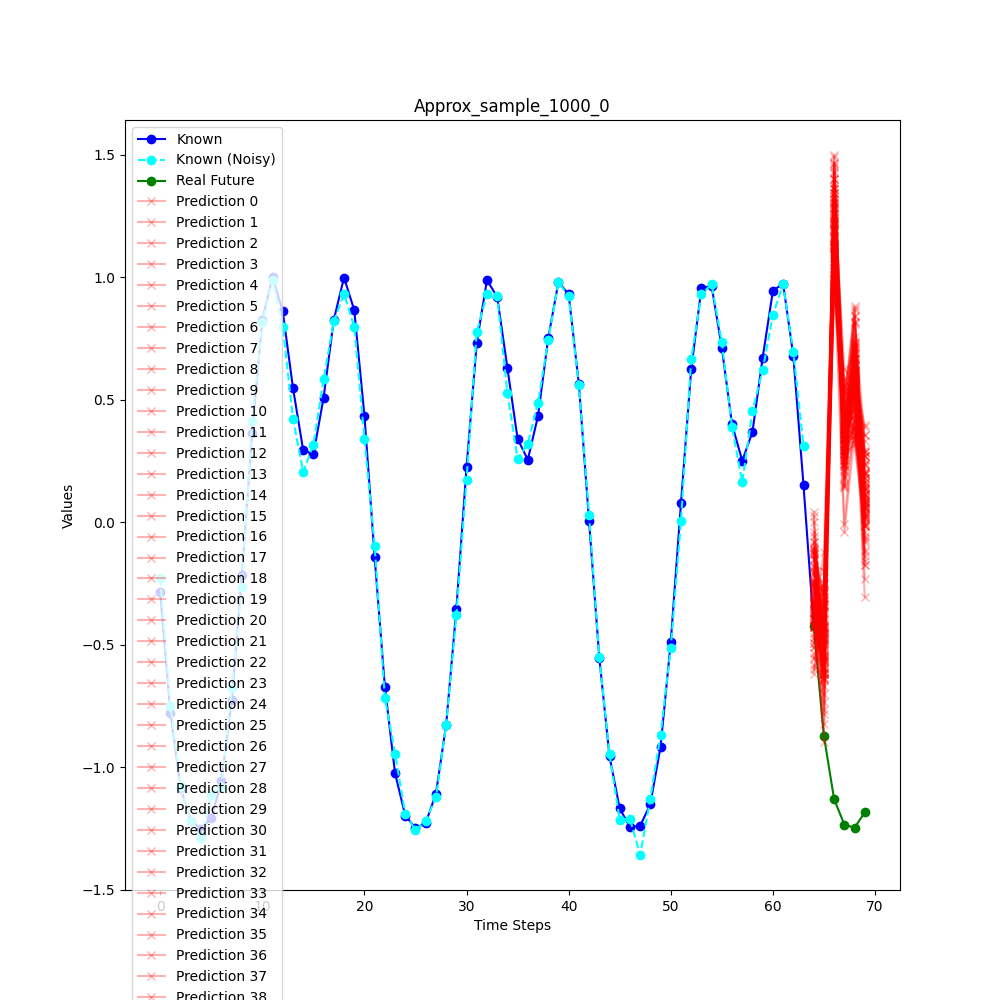 Approx_sample_1000_0
Known
Known (Noisy)
Real Future
Prediction 0
Prediction 1
Prediction 2
Prediction 3
Prediction 4
Prediction 5
Prediction 6
Prediction 7
Prediction 8
Prediction 9
Prediction 10
Prediction 11
Prediction 12
Prediction 13
Prediction 14
Prediction 15
Prediction 16
Prediction 17
Prediction 18
Prediction 19
Prediction 20
Prediction 21
Prediction 22
Prediction 23
Prediction 24
Prediction 25
Prediction 26
Prediction 27
Prediction 28
Prediction 29
Prediction 30
Prediction 31
Prediction 32
Prediction 33
Prediction 34
Prediction 35
Prediction 36
Prediction 37
Prediction 38
1.5
1.0
0.5
0.0
−0.5
−1.0
−1.5
Values
0 10 20 30 40 50 60 70
Time Steps